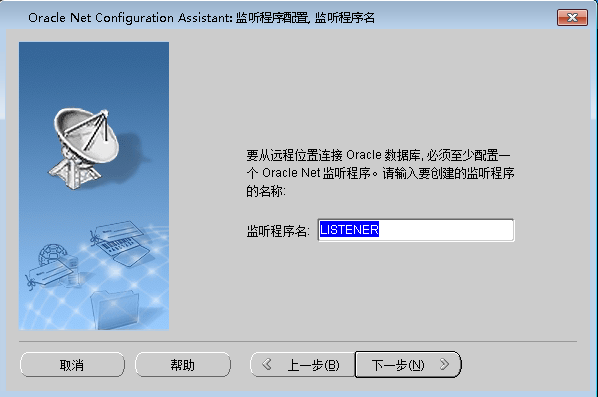 Oracle Net Configuration Assistant: 监听程序配置, 监听程序名
要从远程位置连接 Oracle 数据库, 必须至少配置一
个 Oracle Net 监听程序。请输入要创建的监听程序
的名称:
监听程序名: LISTENER
取消 帮助 上一步(B) 下一步(N)